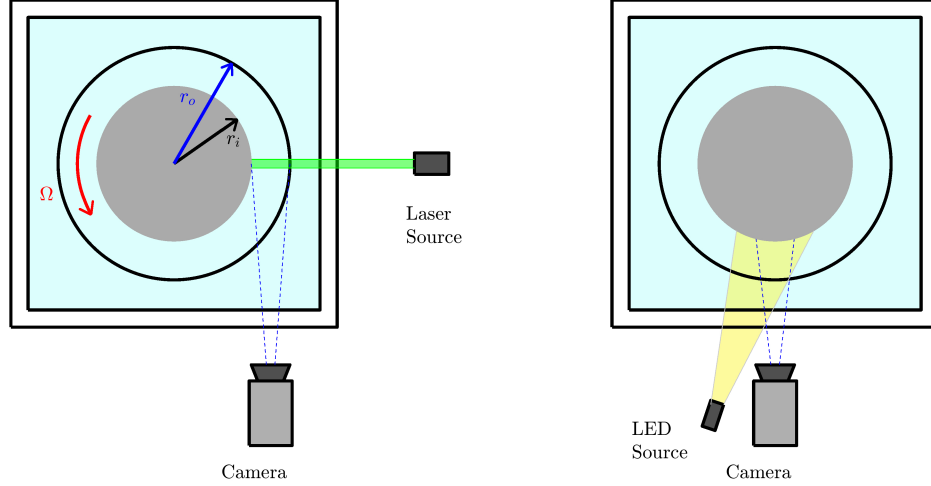 r_o
r_i
Ω
Laser
Source
Camera
LED
Source
Camera